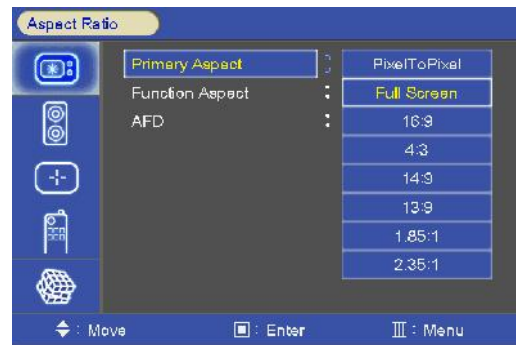 Aspect Ratio
Primary Aspect
PixelToPixel
Function Aspect :
Full Screen
AFD :
16:9
4:3
14:9
13:9
1.85:1
2.35:1
: Move
: Enter
: Menu